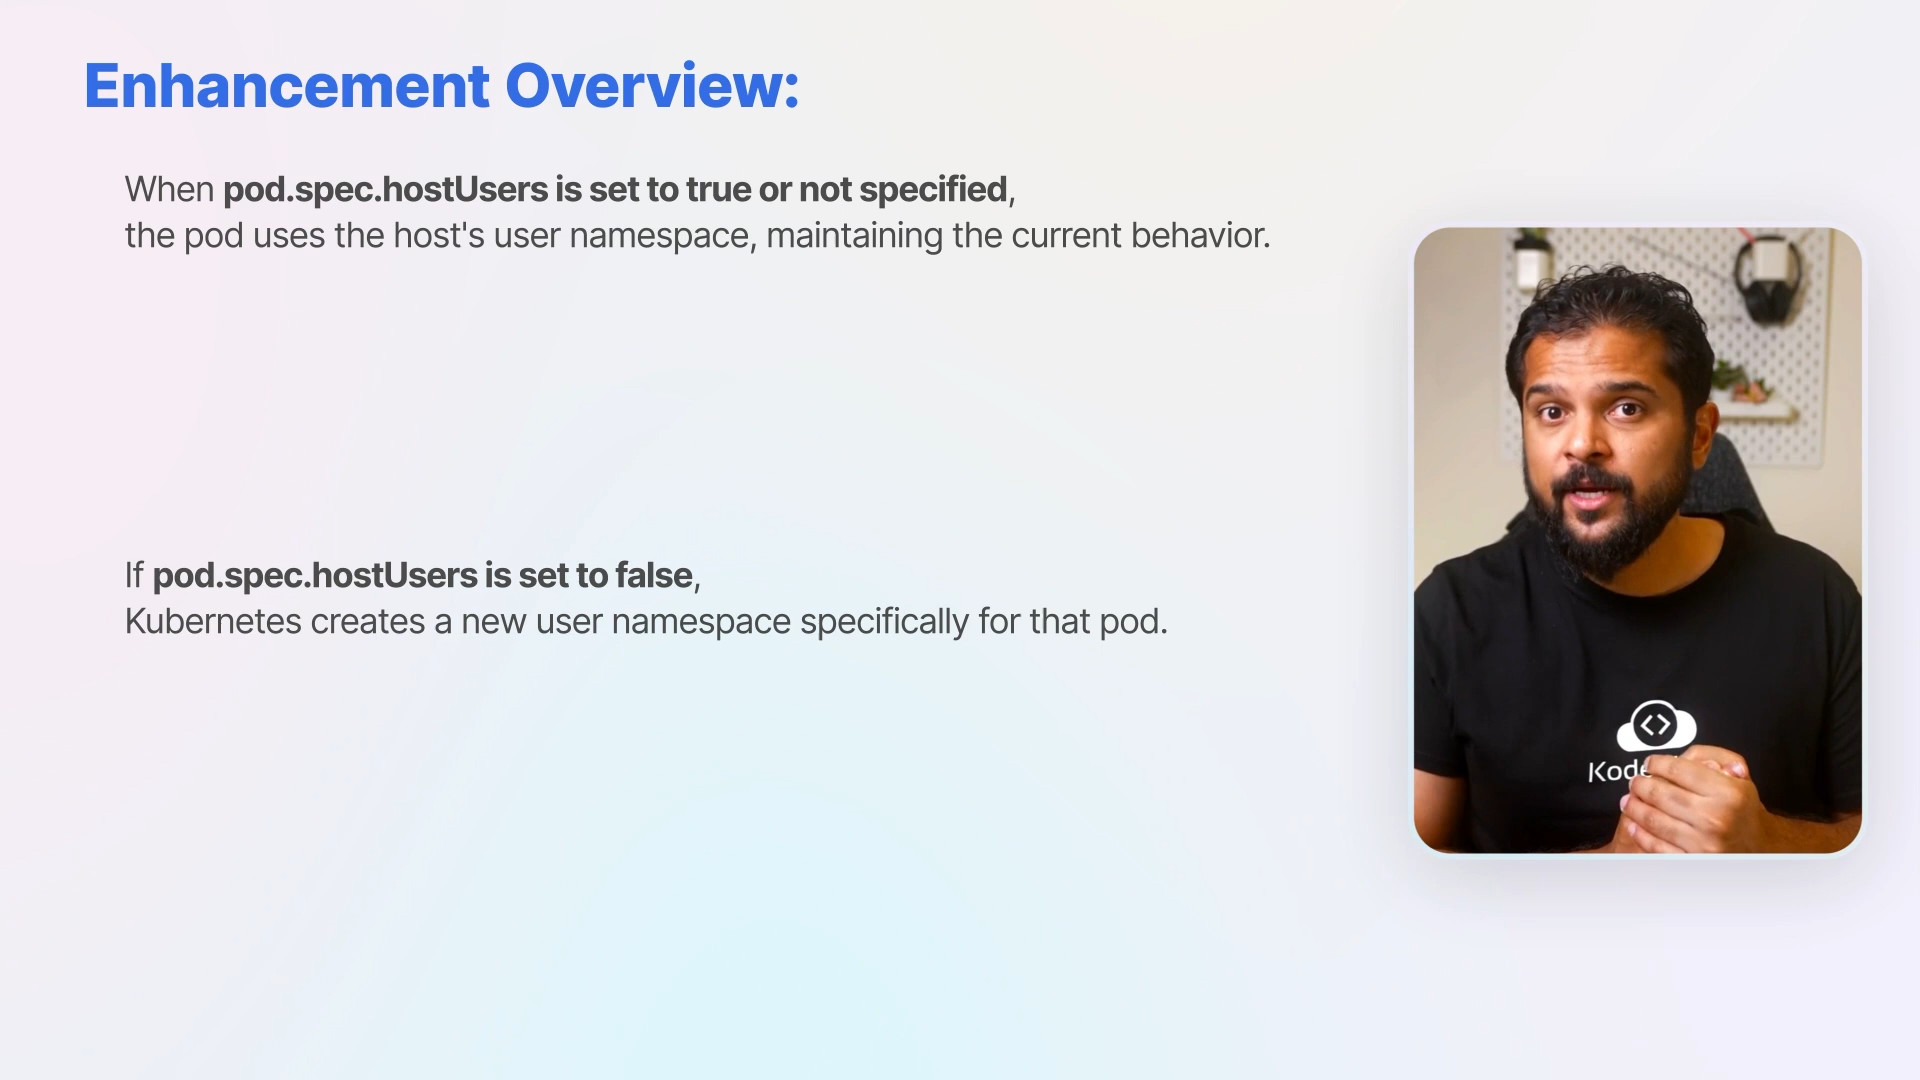 Enhancement Overview:
When pod.spec.hostUsers is set to true or not specified,
the pod uses the host's user namespace, maintaining the current behavior.
If pod.spec.hostUsers is set to false,
Kubernetes creates a new user namespace specifically for that pod.